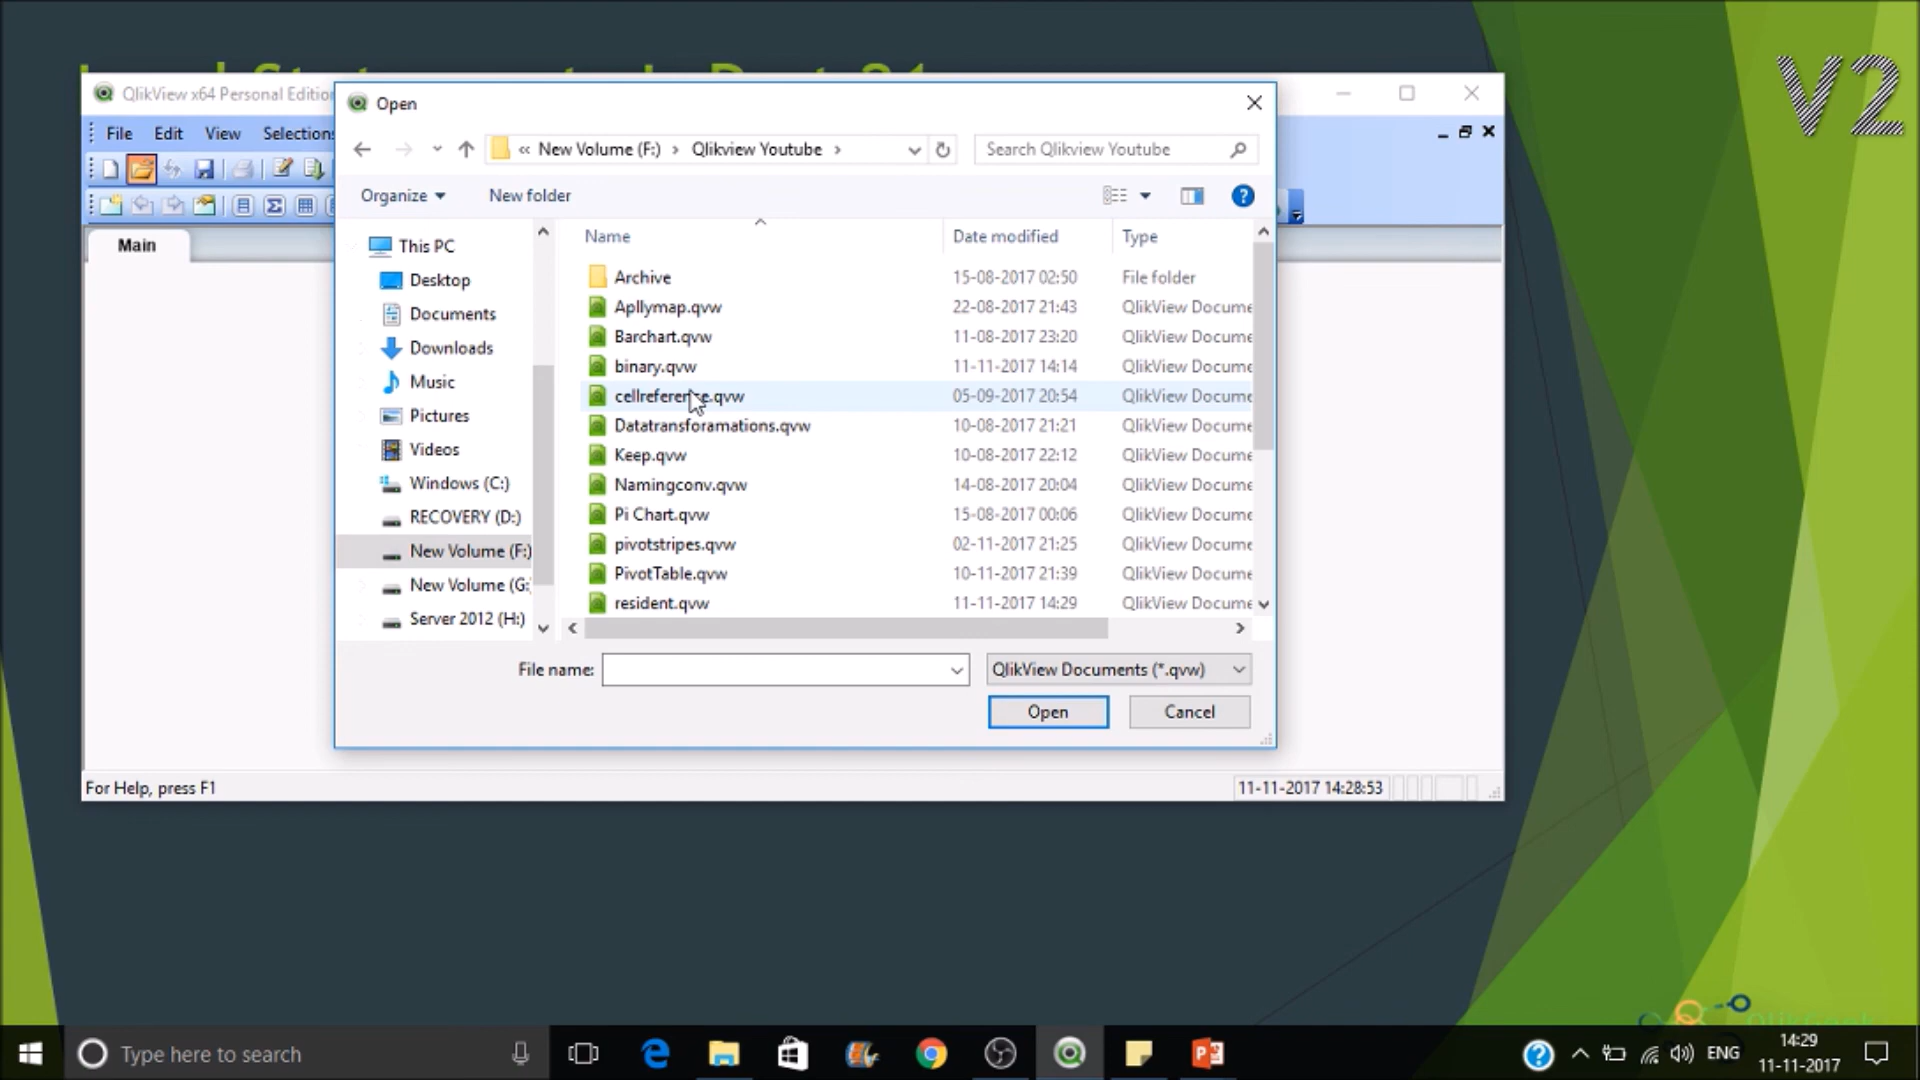 V2
QlikView x64 Personal Edition
File Edit View Selections
Main
Open
« New Volume (F:) › Qlikview Youtube ›
Search Qlikview Youtube
Organize New folder
This PC
Desktop
Documents
Downloads
Music
Pictures
Videos
Windows (C:)
RECOVERY (D:)
New Volume (F:)
New Volume (G:
Server 2012 (H:)
Name Date modified Type
Archive 15-08-2017 02:50 File folder
Apllymap.qvw 22-08-2017 21:43 QlikView Docume
Barchart.qvw 11-08-2017 23:20 QlikView Docume
binary.qvw 11-11-2017 14:14 QlikView Docume
cellreference.qvw 05-09-2017 20:54 QlikView Docume
Datatransforamations.qvw 10-08-2017 21:21 QlikView Docume
Keep.qvw 10-08-2017 22:12 QlikView Docume
Namingconv.qvw 14-08-2017 20:04 QlikView Docume
Pi Chart.qvw 15-08-2017 00:06 QlikView Docume
pivotstripes.qvw 02-11-2017 21:25 QlikView Docume
PivotTable.qvw 10-11-2017 21:39 QlikView Docume
resident.qvw 11-11-2017 14:29 QlikView Docume
File name:
QlikView Documents (*.qvw)
Open Cancel
For Help, press F1
11-11-2017 14:28:53
Type here to search
ENG
14:29
11-11-2017